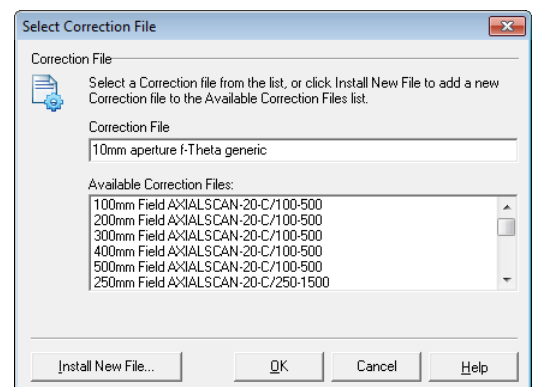 Select Correction File
Correction File
Select a Correction file from the list, or click Install New File to add a new
Correction file to the Available Correction Files list.
Correction File
10mm aperture f-Theta generic
Available Correction Files:
100mm Field AXIALSCAN-20-C/100-500
200mm Field AXIALSCAN-20-C/100-500
300mm Field AXIALSCAN-20-C/100-500
400mm Field AXIALSCAN-20-C/100-500
500mm Field AXIALSCAN-20-C/100-500
250mm Field AXIALSCAN-20-C/250-1500
Install New File... OK Cancel Help